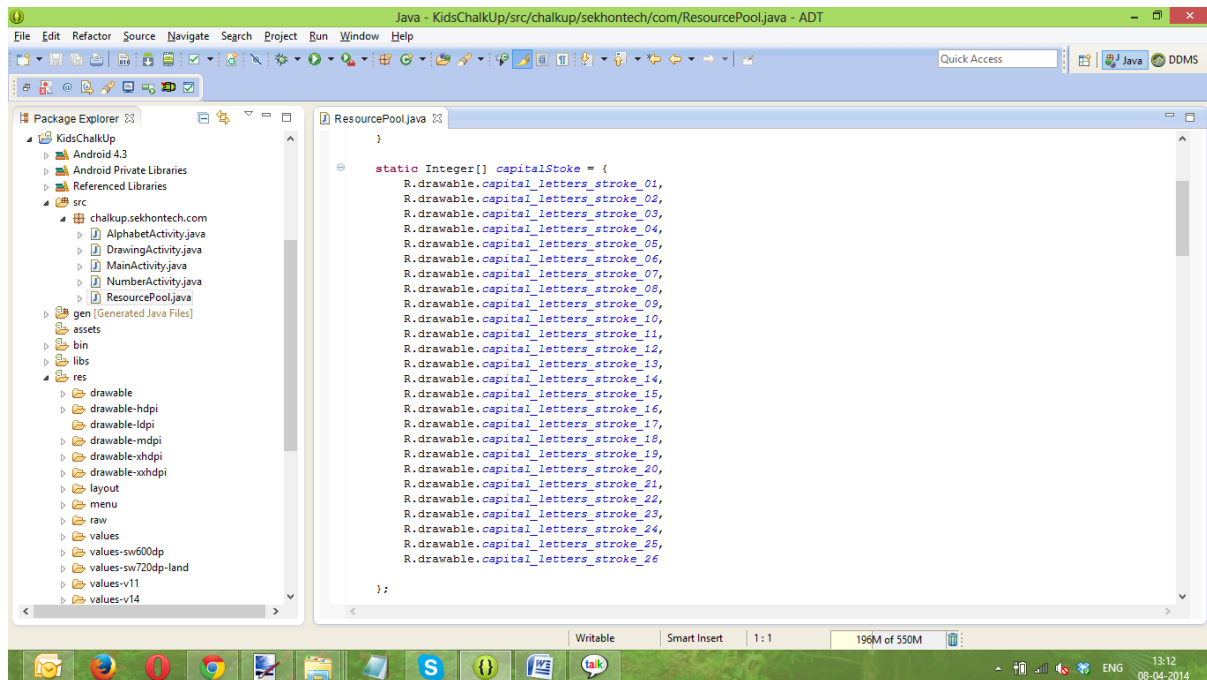 Java - KidsChalkUp/src/chalkup/sekhontech/com/ResourcePool.java - ADT
File Edit Refactor Source Navigate Search Project Run Window Help
Quick Access
Java
DDMS
Package Explorer
ResourcePool.java
KidsChalkUp
Android 4.3
Android Private Libraries
Referenced Libraries
src
chalkup.sekhontech.com
AlphabetActivity.java
DrawingActivity.java
MainActivity.java
NumberActivity.java
ResourcePool.java
gen [Generated Java Files]
assets
bin
libs
res
drawable
drawable-hdpi
drawable-ldpi
drawable-mdpi
drawable-xhdpi
drawable-xxhdpi
layout
menu
raw
values
values-sw600dp
values-sw720dp-land
values-v11
values-v14
}
static Integer[] capitalStoke = {
R.drawable.capital_letters_stroke_01,
R.drawable.capital_letters_stroke_02,
R.drawable.capital_letters_stroke_03,
R.drawable.capital_letters_stroke_04,
R.drawable.capital_letters_stroke_05,
R.drawable.capital_letters_stroke_06,
R.drawable.capital_letters_stroke_07,
R.drawable.capital_letters_stroke_08,
R.drawable.capital_letters_stroke_09,
R.drawable.capital_letters_stroke_10,
R.drawable.capital_letters_stroke_11,
R.drawable.capital_letters_stroke_12,
R.drawable.capital_letters_stroke_13,
R.drawable.capital_letters_stroke_14,
R.drawable.capital_letters_stroke_15,
R.drawable.capital_letters_stroke_16,
R.drawable.capital_letters_stroke_17,
R.drawable.capital_letters_stroke_18,
R.drawable.capital_letters_stroke_19,
R.drawable.capital_letters_stroke_20,
R.drawable.capital_letters_stroke_21,
R.drawable.capital_letters_stroke_22,
R.drawable.capital_letters_stroke_23,
R.drawable.capital_letters_stroke_24,
R.drawable.capital_letters_stroke_25,
R.drawable.capital_letters_stroke_26
};
Writable
Smart Insert
1 : 1
196M of 550M
talk
ENG
13:12
08-04-2014